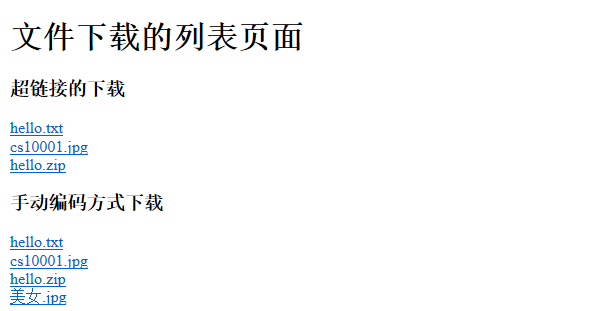 文件下载的列表页面
超链接的下载
hello.txt
cs10001.jpg
hello.zip
手动编码方式下载
hello.txt
cs10001.jpg
hello.zip
美女.jpg